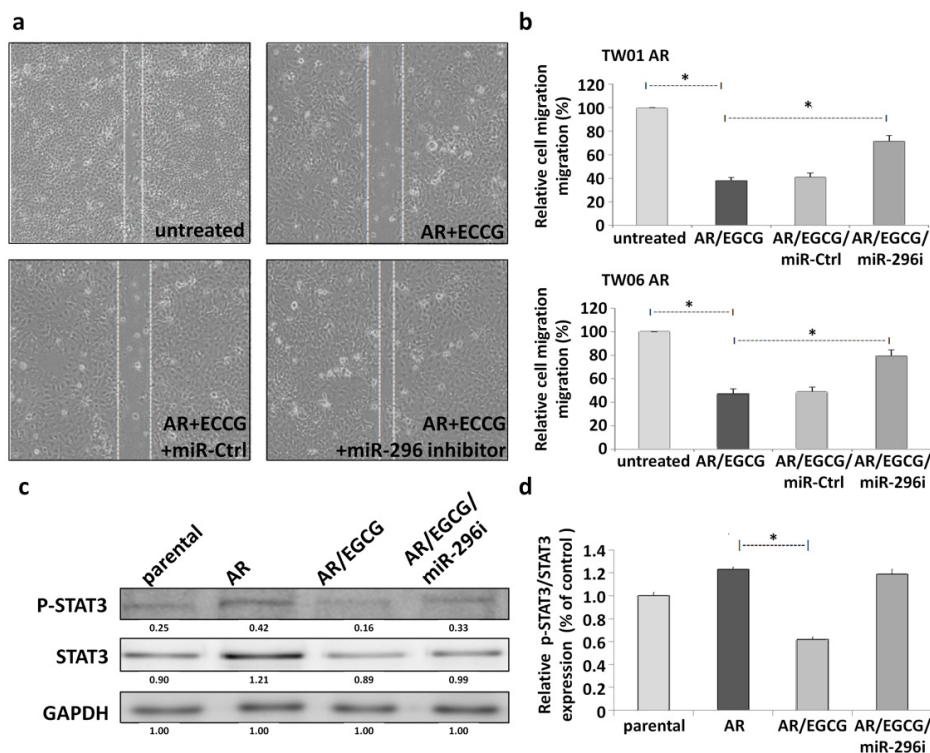 a
untreated
AR+ECCG
AR+ECCG
+miR-Ctrl
AR+ECCG
+miR-296 inhibitor
b
TW01 AR
Relative cell migration
migration (%)
120
100
80
60
40
20
0
*
*
untreated
AR/EGCG
AR/EGCG/
miR-Ctrl
AR/EGCG/
miR-296i
TW06 AR
Relative cell migration
migration (%)
120
100
80
60
40
20
0
*
*
untreated
AR/EGCG
AR/EGCG/
miR-Ctrl
AR/EGCG/
miR-296i
c
parental
AR
AR/EGCG
AR/EGCG/
miR-296i
P-STAT3
0.25 0.42 0.16 0.33
STAT3
0.90 1.21 0.89 0.99
GAPDH
1.00 1.00 1.00 1.00
d
Relative p-STAT3/STAT3
expression (% of control)
1.4
1.2
1.0
0.8
0.6
0.4
0.2
0.0
*
parental
AR
AR/EGCG
AR/EGCG/
miR-296i